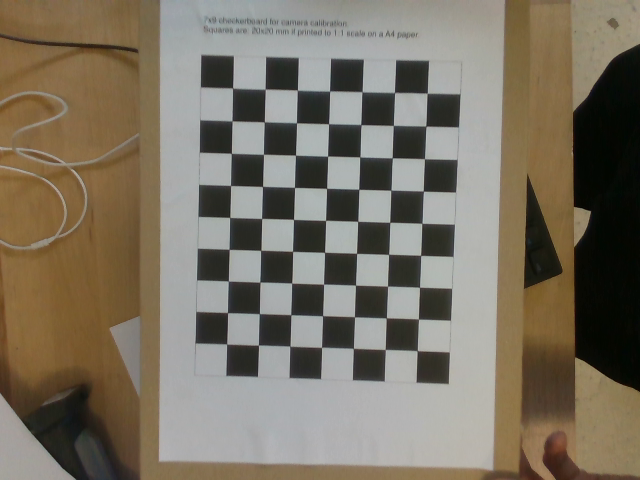 7x9 checkerboard for camera calibration.
Squares are: 20x20 mm if printed to 1:1 scale on a A4 paper.